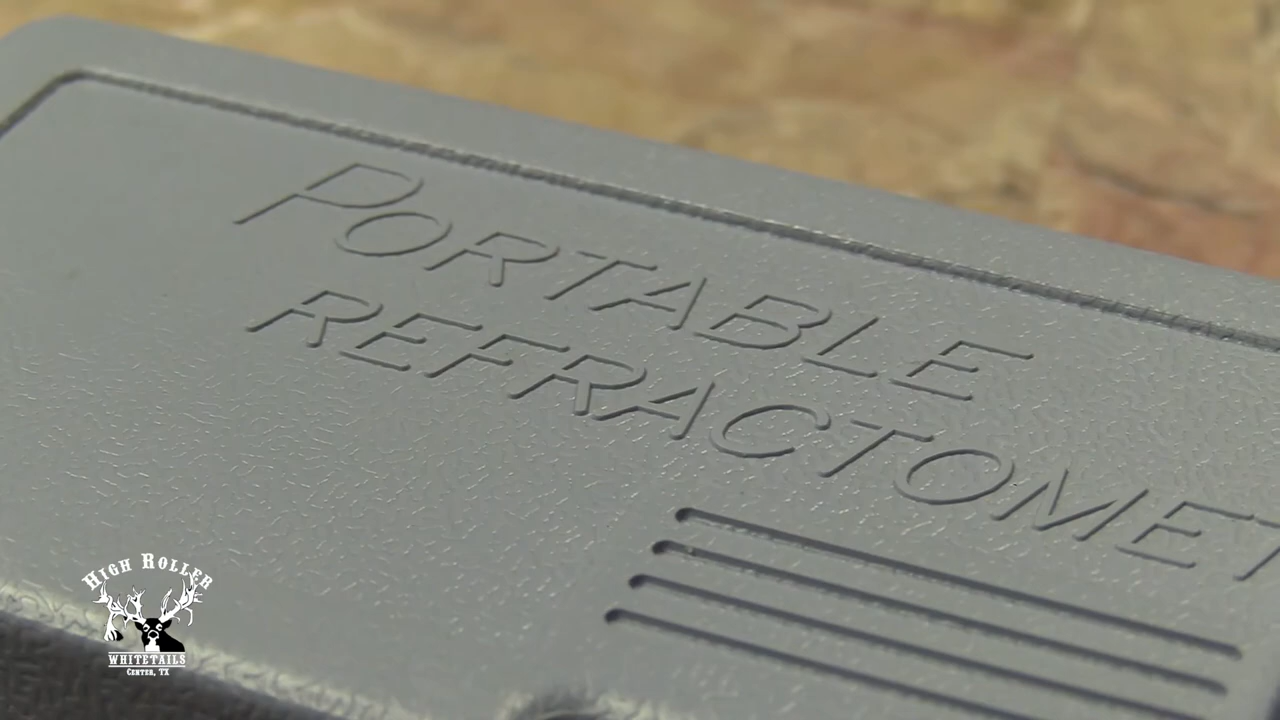 PORTABLE
REFRACTOMET
HIGH ROLLER
WHITETAILS
CENTER, TX